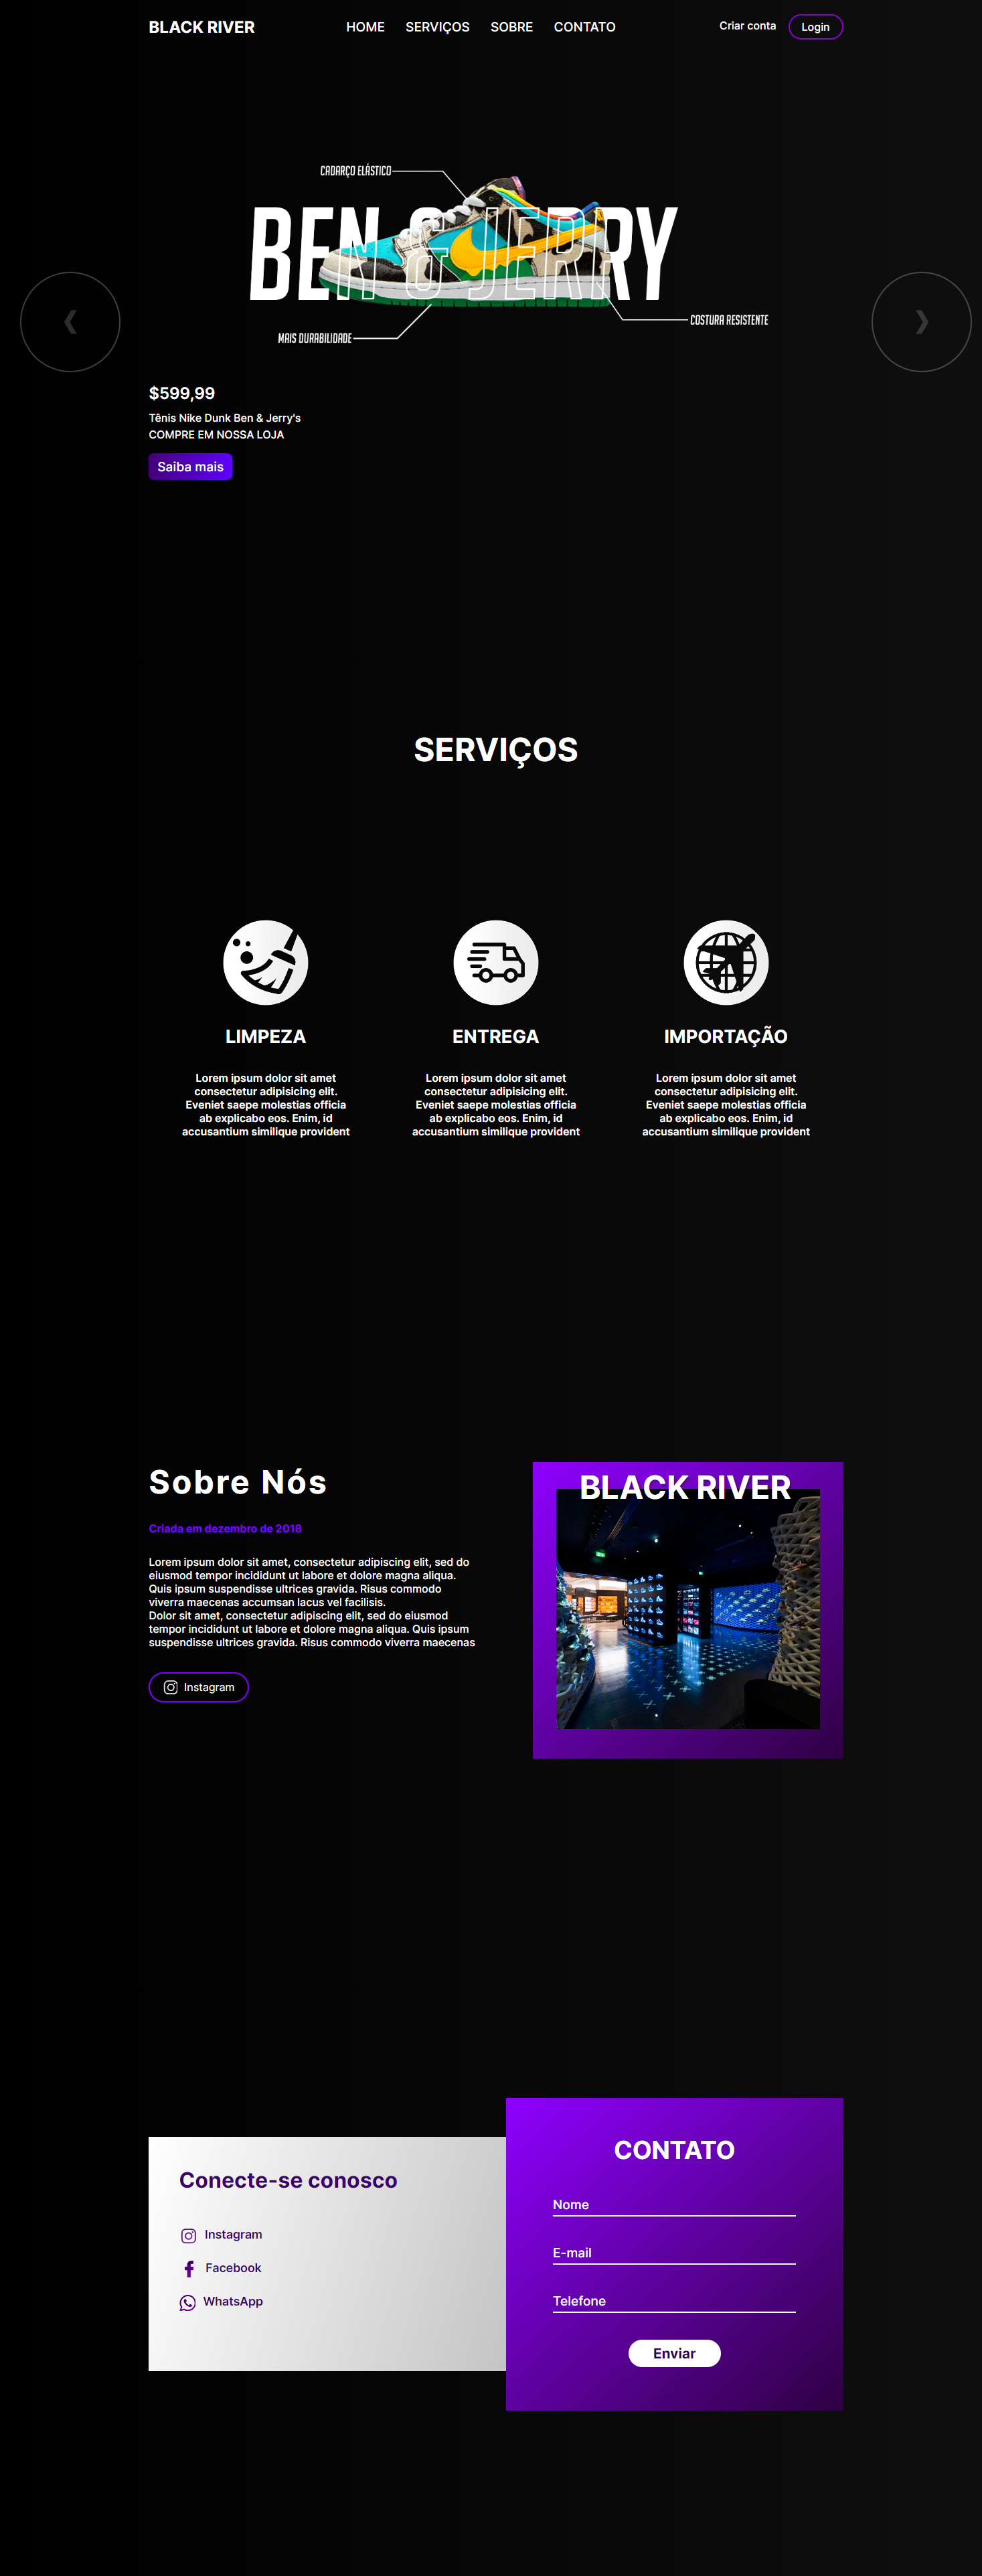 BLACK RIVER
HOME SERVIÇOS SOBRE CONTATO
Criar conta Login
CADARÇO ELÁSTICO
BEN & JERRY
COSTURA RESISTENTE
MAIS DURABILIDADE
$599,99
Tênis Nike Dunk Ben & Jerry's
COMPRE EM NOSSA LOJA
Saiba mais
SERVIÇOS
LIMPEZA
Lorem ipsum dolor sit amet
consectetur adipisicing elit.
Eveniet saepe molestias officia
ab explicabo eos. Enim, id
accusantium similique provident
ENTREGA
Lorem ipsum dolor sit amet
consectetur adipisicing elit.
Eveniet saepe molestias officia
ab explicabo eos. Enim, id
accusantium similique provident
IMPORTAÇÃO
Lorem ipsum dolor sit amet
consectetur adipisicing elit.
Eveniet saepe molestias officia
ab explicabo eos. Enim, id
accusantium similique provident
Sobre Nós
Criada em dezembro de 2018
Lorem ipsum dolor sit amet, consectetur adipiscing elit, sed do
eiusmod tempor incididunt ut labore et dolore magna aliqua.
Quis ipsum suspendisse ultrices gravida. Risus commodo
viverra maecenas accumsan lacus vel facilisis.
Dolor sit amet, consectetur adipiscing elit, sed do eiusmod
tempor incididunt ut labore et dolore magna aliqua. Quis ipsum
suspendisse ultrices gravida. Risus commodo viverra maecenas
Instagram
BLACK RIVER
Conecte-se conosco
Instagram
Facebook
WhatsApp
CONTATO
Nome
E-mail
Telefone
Enviar